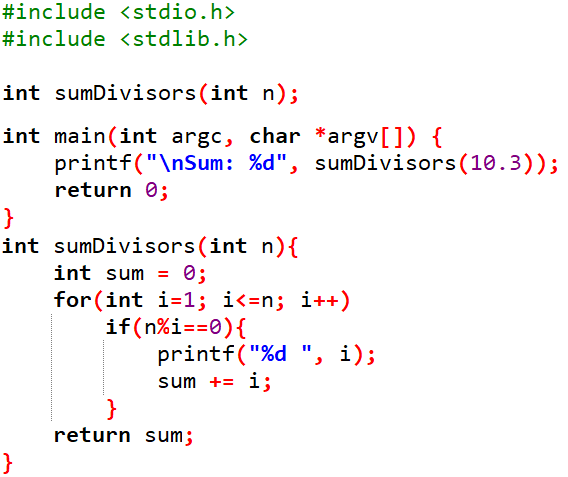 #include <stdio.h>
#include <stdlib.h>

int sumDivisors(int n);

int main(int argc, char *argv[]) {
    printf("\nSum: %d", sumDivisors(10.3));
    return 0;
}
int sumDivisors(int n){
    int sum = 0;
    for(int i=1; i<=n; i++)
        if(n%i==0){
            printf("%d ", i);
            sum += i;
        }
    return sum;
}